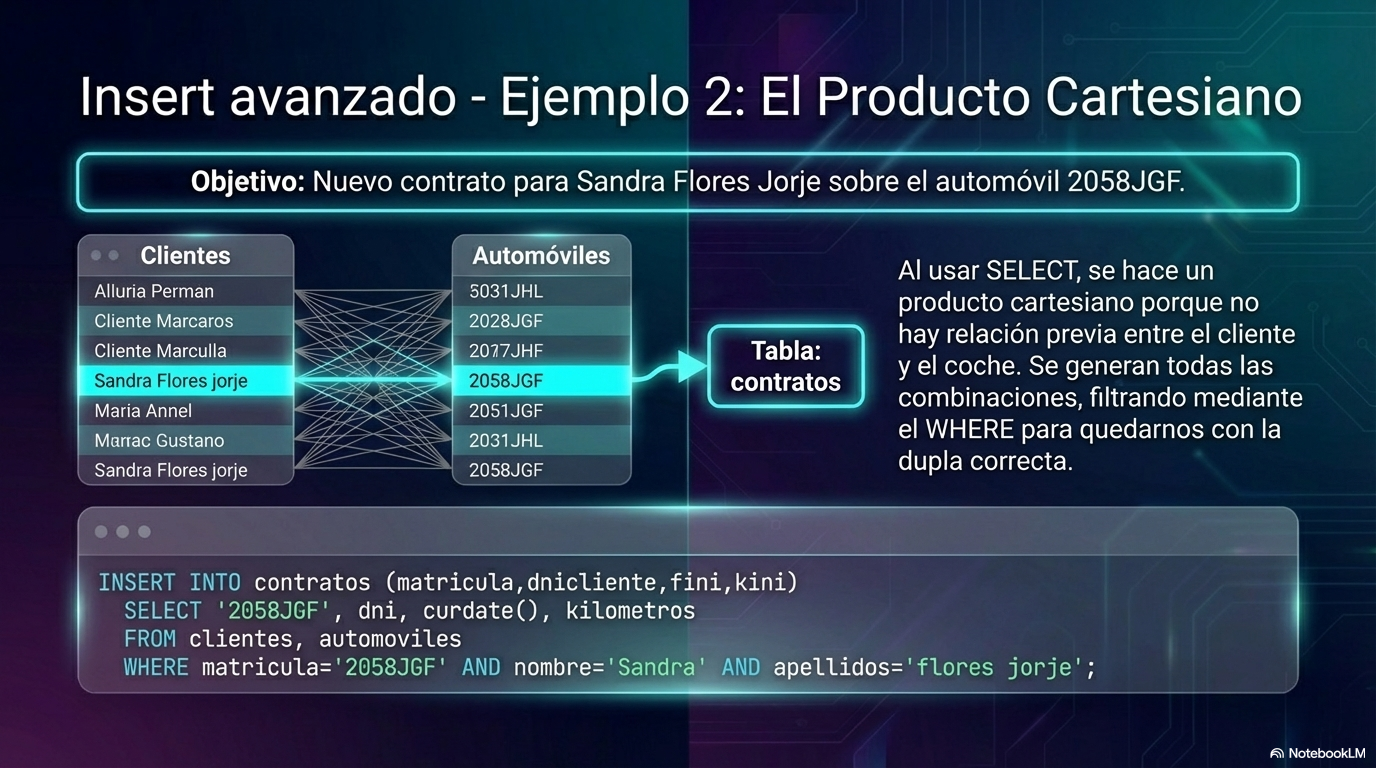 Insert avanzado - Ejemplo 2: El Producto Cartesiano
Objetivo: Nuevo contrato para Sandra Flores Jorje sobre el automóvil 2058JGF.
Clientes
Alluria Perman
Cliente Marcaros
Cliente Marculla
Sandra Flores jorje
Maria Annel
Marrac Gustano
Sandra Flores jorje
Automóviles
5031JHL
2028JGF
2077JHF
2058JGF
2051JGF
2031JHL
2058JGF
Tabla:
contratos
Al usar SELECT, se hace un
producto cartesiano porque no
hay relación previa entre el cliente
y el coche. Se generan todas las
combinaciones, filtrando mediante
el WHERE para quedarnos con la
dupla correcta.
INSERT INTO contratos (matricula,dnicliente,fini,kini)
SELECT '2058JGF', dni, curdate(), kilometros
FROM clientes, automoviles
WHERE matricula='2058JGF' AND nombre='Sandra' AND apellidos='flores jorje';
NotebookLM